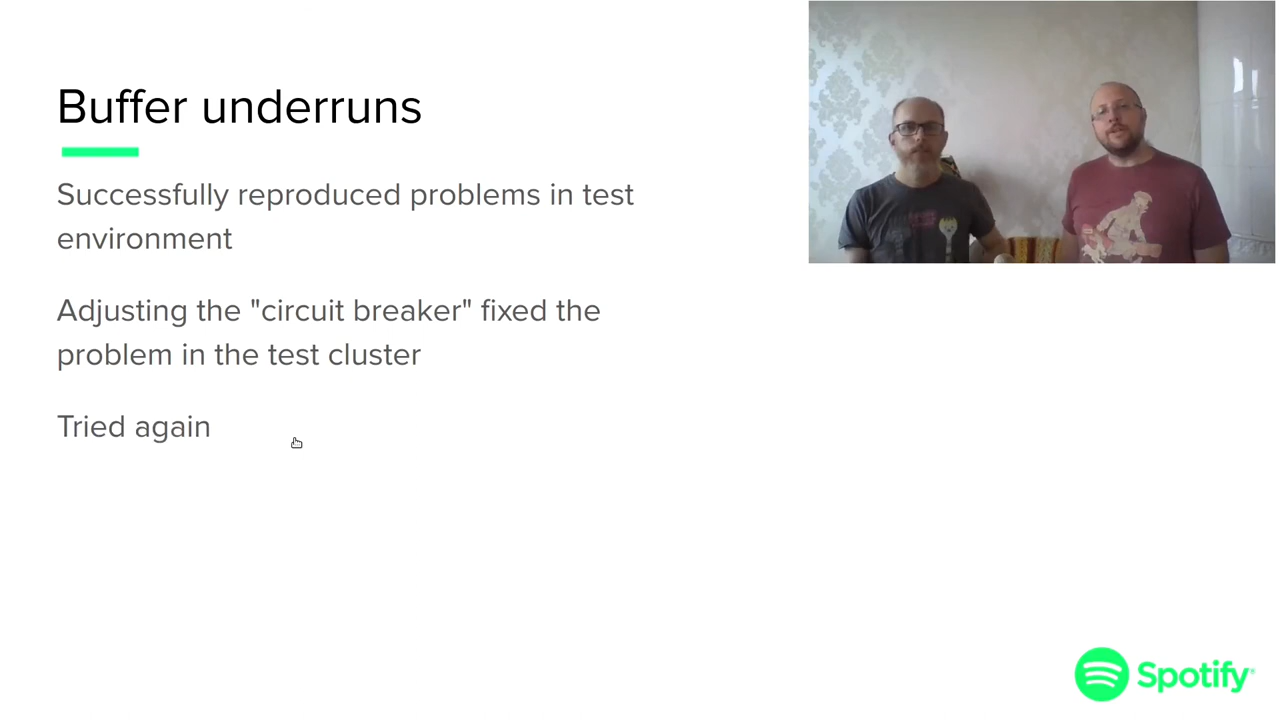 Buffer underruns
Successfully reproduced problems in test
environment
Adjusting the "circuit breaker" fixed the
problem in the test cluster
Tried again
Spotify